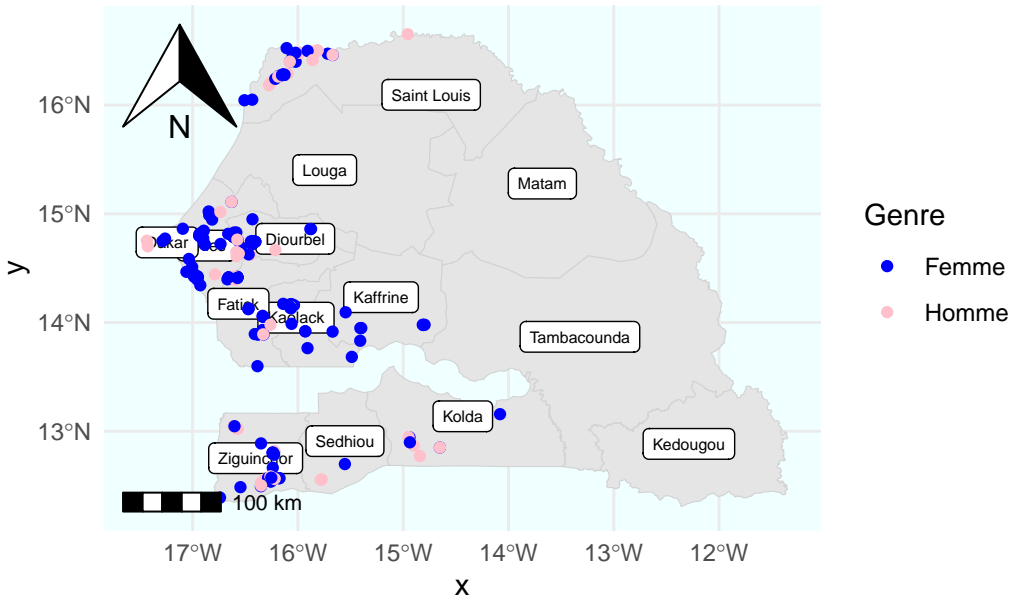 16°N
15°N
14°N
13°N
y
N
Saint Louis
Louga
Matam
Dakar
Diourbel
Fatick
Kaolack
Kaffrine
Tambacounda
Kolda
Sedhiou
Kedougou
Ziguinchor
100 km
17°W
16°W
15°W
14°W
13°W
12°W
x
Genre
Femme
Homme